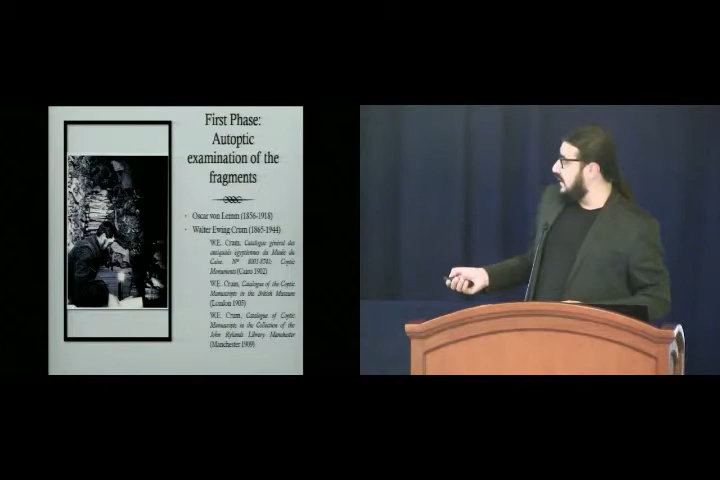 First Phase:
Autoptic
examination of the
fragments
Oscar von Lemm (1856-1918)
Walter Ewing Crum (1865-1944)
W.E. Crum, Catalogue général des
antiquités égyptiennes du Musée du
Caire. Nos 8001-8741: Coptic
Monuments (Cairo 1902)
W.E. Crum, Catalogue of the Coptic
Manuscripts in the British Museum
(London 1905)
W.E. Crum, Catalogue of Coptic
Manuscripts in the Collection of the
John Rylands Library Manchester
(Manchester 1909)